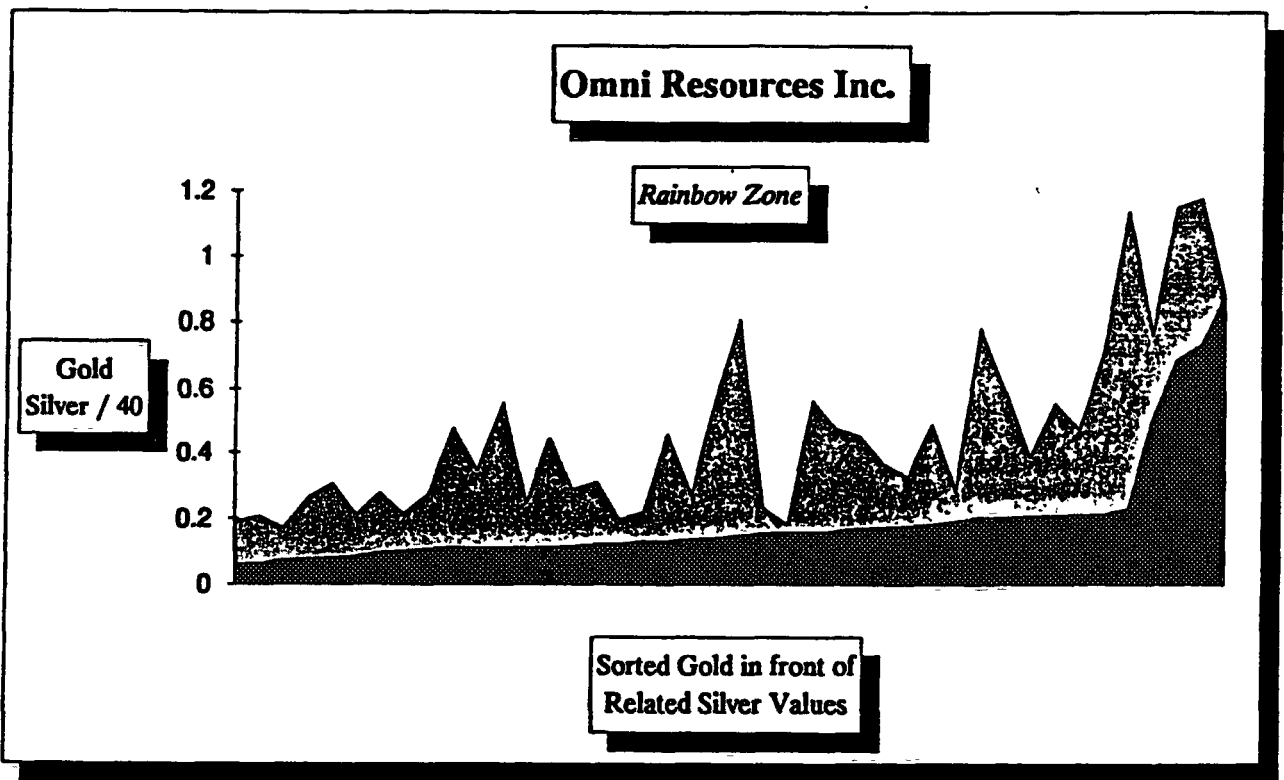 Omni Resources Inc.
Rainbow Zone
1.2
1
0.8
0.6
0.4
0.2
0
Gold
Silver / 40
Sorted Gold in front of
Related Silver Values